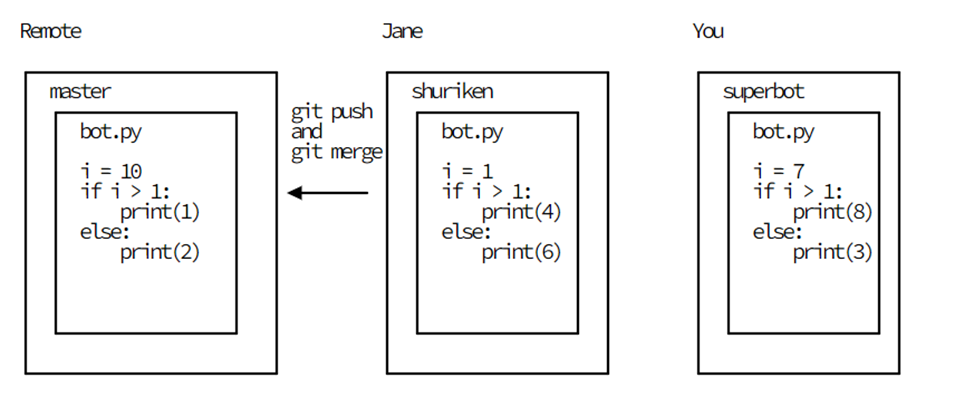 Remote
master
bot.py
i = 10
if i > 1:
    print(1)
else:
    print(2)
git push
and
git merge
Jane
shuriken
bot.py
i = 1
if i > 1:
    print(4)
else:
    print(6)
You
superbot
bot.py
i = 7
if i > 1:
    print(8)
else:
    print(3)